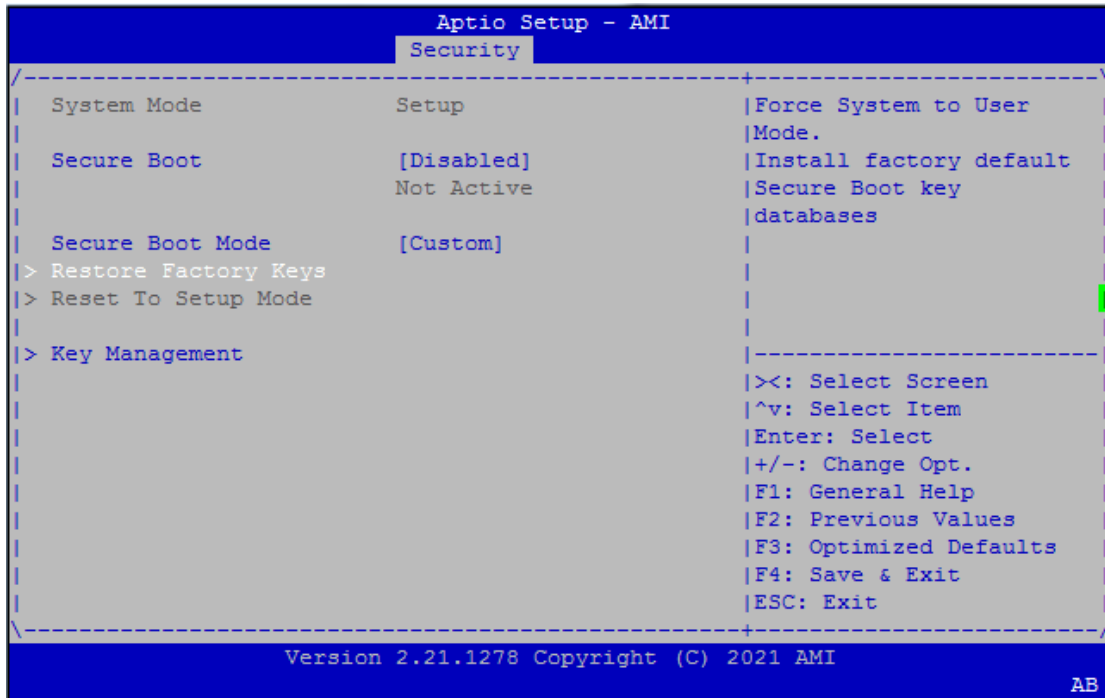 Aptio Setup - AMI
Security
System Mode Setup
Secure Boot [Disabled]
Not Active
Secure Boot Mode [Custom]
> Restore Factory Keys
> Reset To Setup Mode
> Key Management
Force System to User
Mode.
Install factory default
Secure Boot key
databases
><: Select Screen
^v: Select Item
Enter: Select
+/-: Change Opt.
F1: General Help
F2: Previous Values
F3: Optimized Defaults
F4: Save & Exit
ESC: Exit
Version 2.21.1278 Copyright (C) 2021 AMI
AB